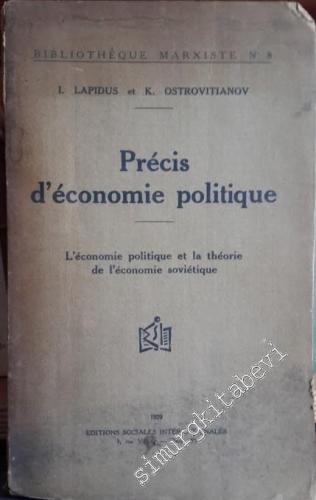 BIBLIOTHÈQUE MARXISTE N° 8
I. LAPIDUS et K. OSTROVITIANOV
Précis
d'économie politique
L'économie politique et la théorie
de l'économie soviétique
1929
EDITIONS SOCIALES INTERNATIONALES
simurgkitabevi